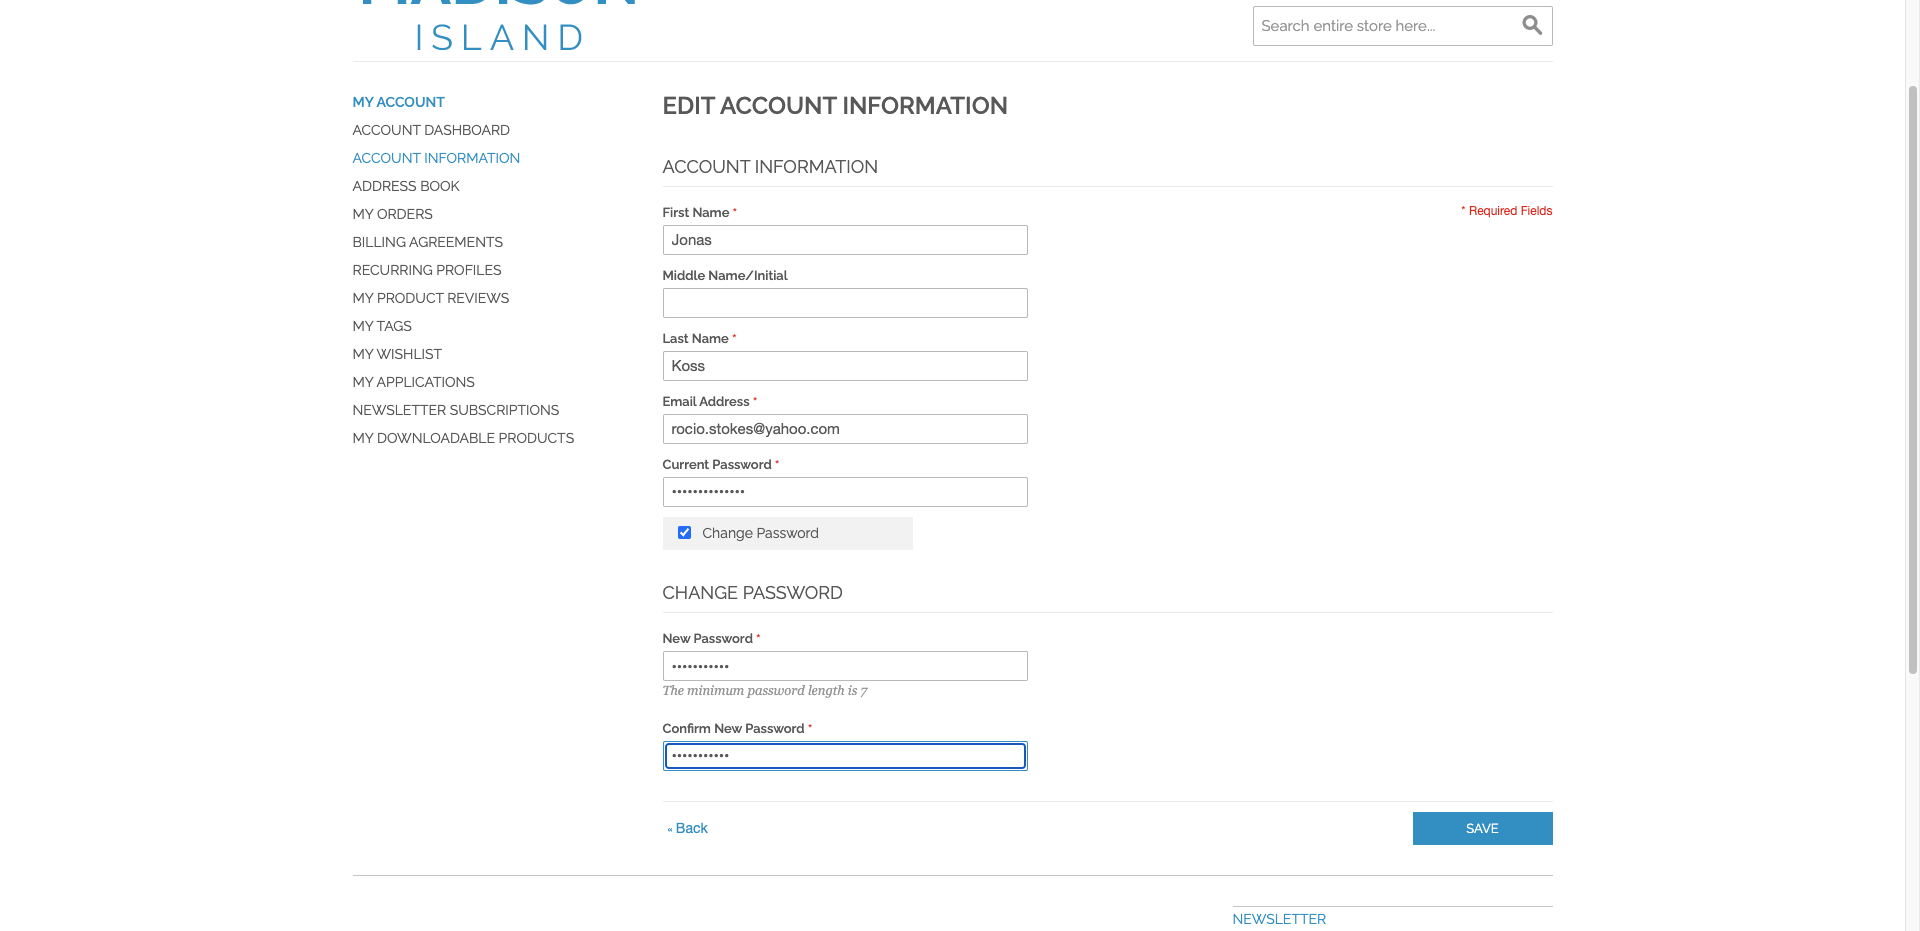 MADISON
ISLAND
Search entire store here...
MY ACCOUNT
ACCOUNT DASHBOARD
ACCOUNT INFORMATION
ADDRESS BOOK
MY ORDERS
BILLING AGREEMENTS
RECURRING PROFILES
MY PRODUCT REVIEWS
MY TAGS
MY WISHLIST
MY APPLICATIONS
NEWSLETTER SUBSCRIPTIONS
MY DOWNLOADABLE PRODUCTS
EDIT ACCOUNT INFORMATION
ACCOUNT INFORMATION
* Required Fields
First Name *
Jonas
Middle Name/Initial
Last Name *
Koss
Email Address *
rocio.stokes@yahoo.com
Current Password *
••••••••••••••
Change Password
CHANGE PASSWORD
New Password *
•••••••••••
The minimum password length is 7
Confirm New Password *
•••••••••••
« Back
SAVE
NEWSLETTER